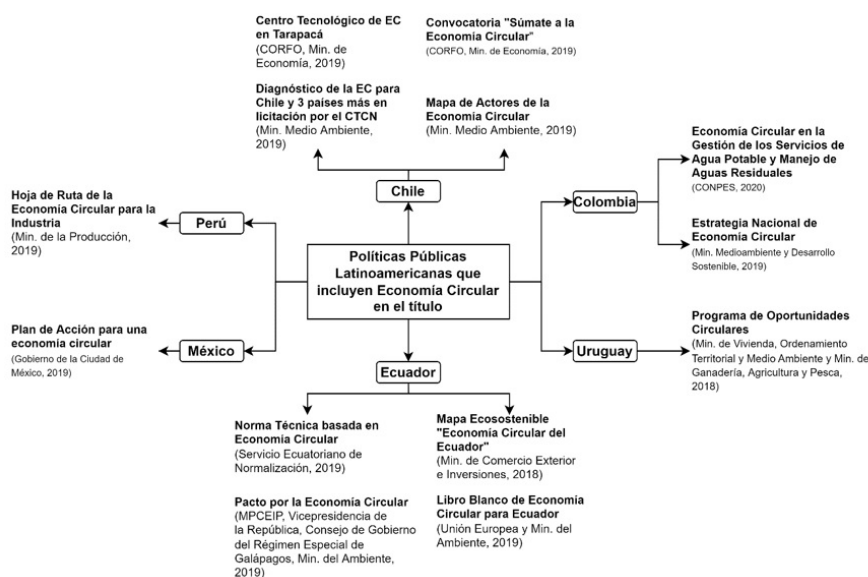 Centro Tecnológico de EC
en Tarapacá
(CORFO, Min. de
Economía, 2019)
Convocatoria "Súmate a la
Economía Circular"
(CORFO, Min. de Economía, 2019)
Diagnóstico de la EC para
Chile y 3 países más en
licitación por el CTCN
(Min. Medio Ambiente,
2019)
Mapa de Actores de la
Economía Circular
(Min. Medio Ambiente, 2019)
Chile
Economía Circular en la
Gestión de los Servicios de
Agua Potable y Manejo de
Aguas Residuales
(CONPES, 2020)
Colombia
Estrategia Nacional de
Economía Circular
(Min. Medioambiente y Desarrollo
Sostenible, 2019)
Hoja de Ruta de la
Economía Circular para la
Industria
(Min. de la Producción,
2019)
Perú
Políticas Públicas
Latinoamericanas que
incluyen Economía Circular
en el título
Plan de Acción para una
economía circular
(Gobierno de la Ciudad de
México, 2019)
México
Uruguay
Programa de Oportunidades
Circulares
(Min. de Vivienda, Ordenamiento
Territorial y Medio Ambiente y Min. de
Ganadería, Agricultura y Pesca,
2018)
Ecuador
Norma Técnica basada en
Economía Circular
(Servicio Ecuatoriano de
Normalización, 2019)
Mapa Ecosostenible
"Economía Circular del
Ecuador"
(Min. de Comercio Exterior
e Inversiones, 2018)
Pacto por la Economía Circular
(MPCEIP, Vicepresidencia de
la República, Consejo de Gobierno
del Régimen Especial de
Galápagos, Min. del Ambiente,
2019)
Libro Blanco de Economía
Circular para Ecuador
(Unión Europea y Min. del
Ambiente, 2019)